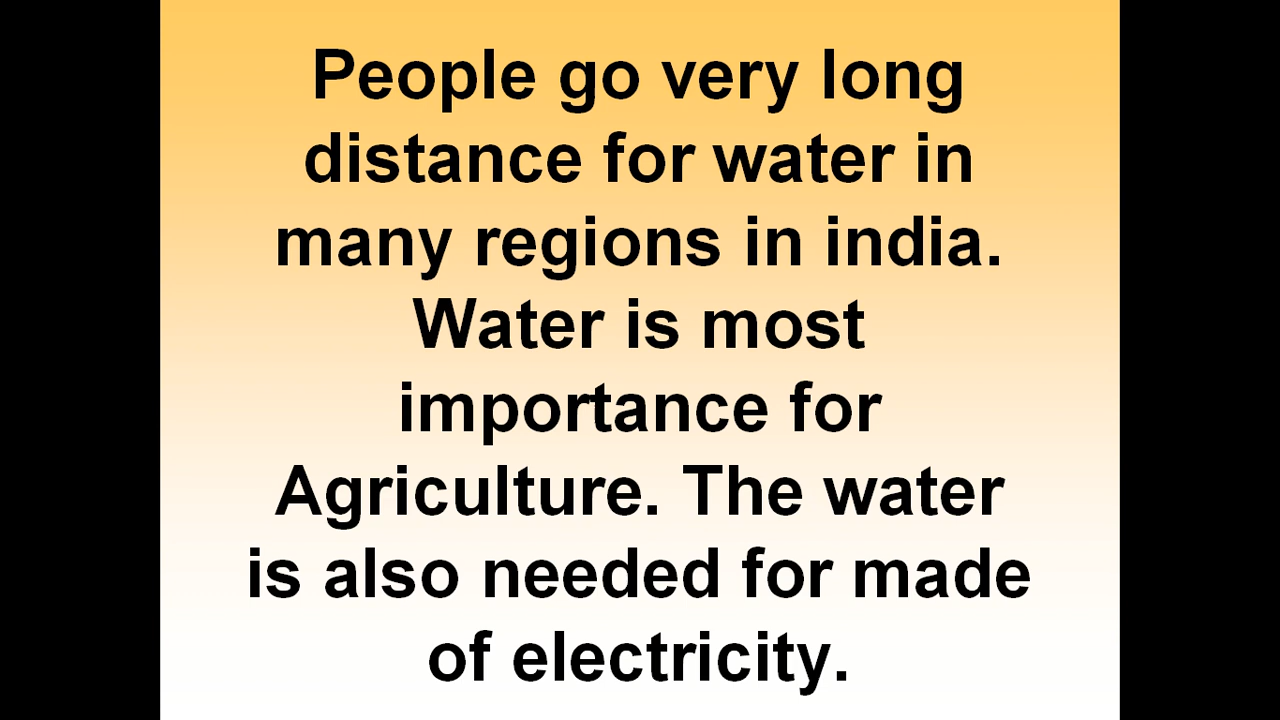 People go very long
distance for water in
many regions in india.
Water is most
importance for
Agriculture. The water
is also needed for made
of electricity.